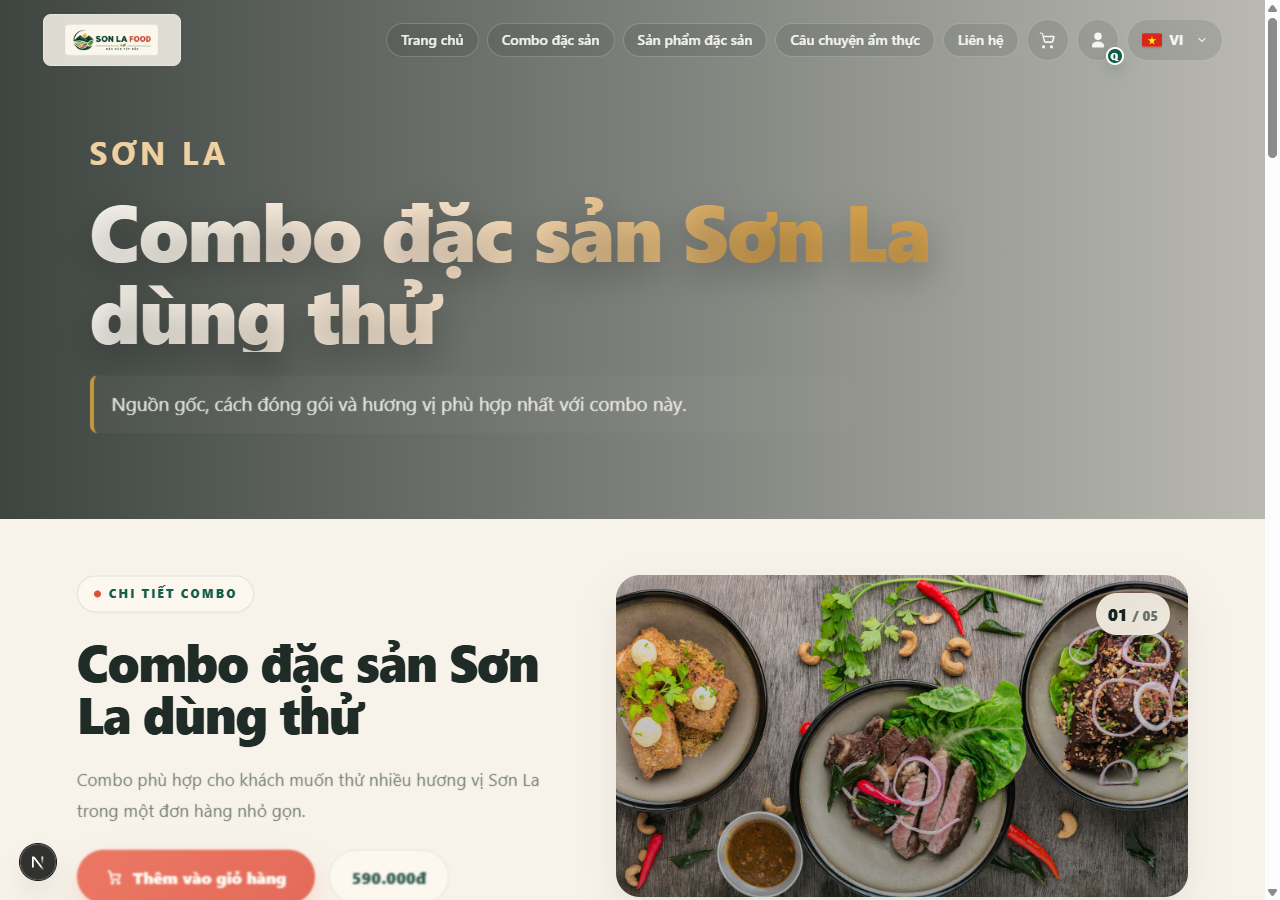 SON LA FOOD
Trang chủ
Combo đặc sản
Sản phẩm đặc sản
Câu chuyện ẩm thực
Liên hệ
VI
SƠN LA
Combo đặc sản Sơn La
dùng thử
Nguồn gốc, cách đóng gói và hương vị phù hợp nhất với combo này.
CHI TIẾT COMBO
01 / 05
Combo đặc sản Sơn
La dùng thử
Combo phù hợp cho khách muốn thử nhiều hương vị Sơn La
trong một đơn hàng nhỏ gọn.
N
Thêm vào giỏ hàng
590.000đ